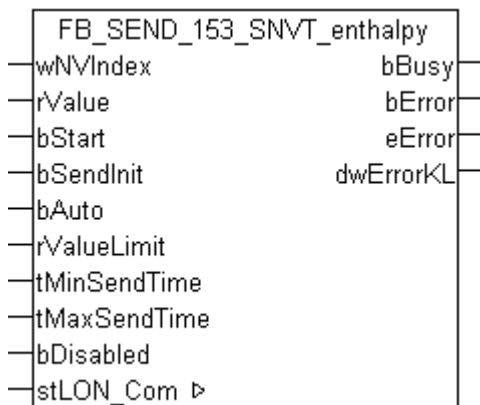 FB_SEND_153_SNVT_enthalpy
wNVIndex bBusy
rValue bError
bStart eError
bSendInit dwErrorKL
bAuto
rValueLimit
tMinSendTime
tMaxSendTime
bDisabled
stLON_Com ▷